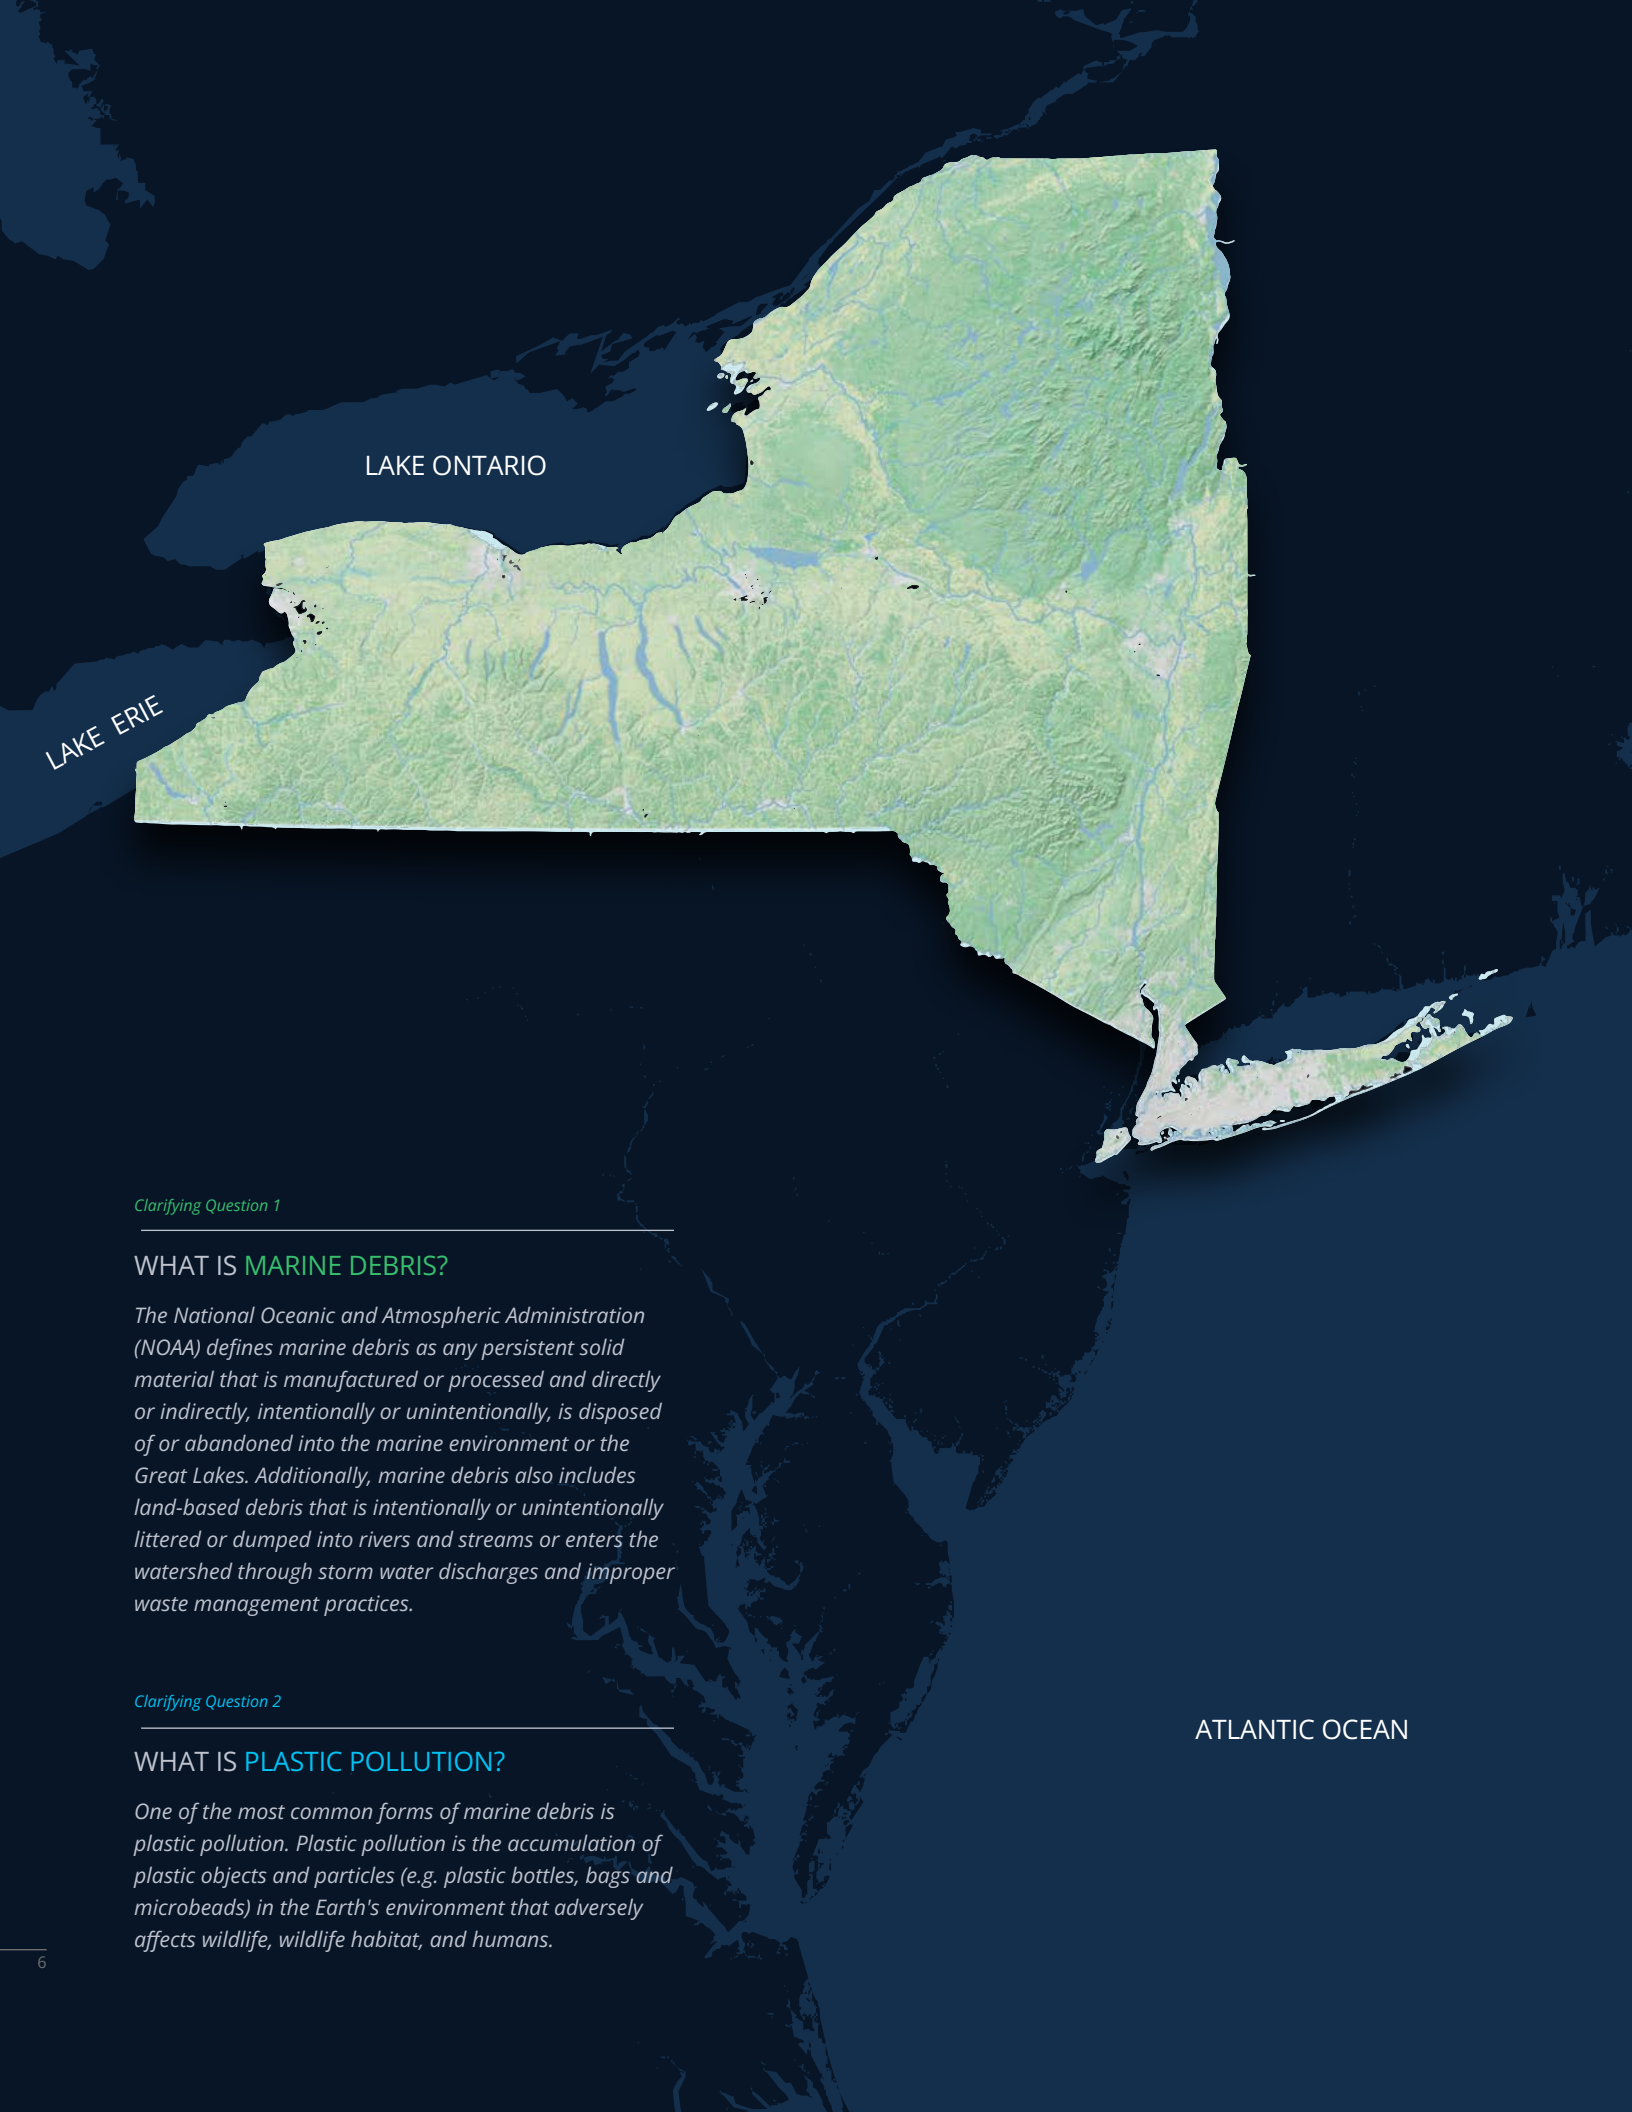 LAKE ONTARIO
LAKE ERIE
Clarifying Question 1
WHAT IS MARINE DEBRIS?
The National Oceanic and Atmospheric Administration
(NOAA) defines marine debris as any persistent solid
material that is manufactured or processed and directly
or indirectly, intentionally or unintentionally, is disposed
of or abandoned into the marine environment or the
Great Lakes. Additionally, marine debris also includes
land-based debris that is intentionally or unintentionally
littered or dumped into rivers and streams or enters the
watershed through storm water discharges and improper
waste management practices.
Clarifying Question 2
WHAT IS PLASTIC POLLUTION?
One of the most common forms of marine debris is
plastic pollution. Plastic pollution is the accumulation of
plastic objects and particles (e.g. plastic bottles, bags and
microbeads) in the Earth's environment that adversely
affects wildlife, wildlife habitat, and humans.
ATLANTIC OCEAN
6